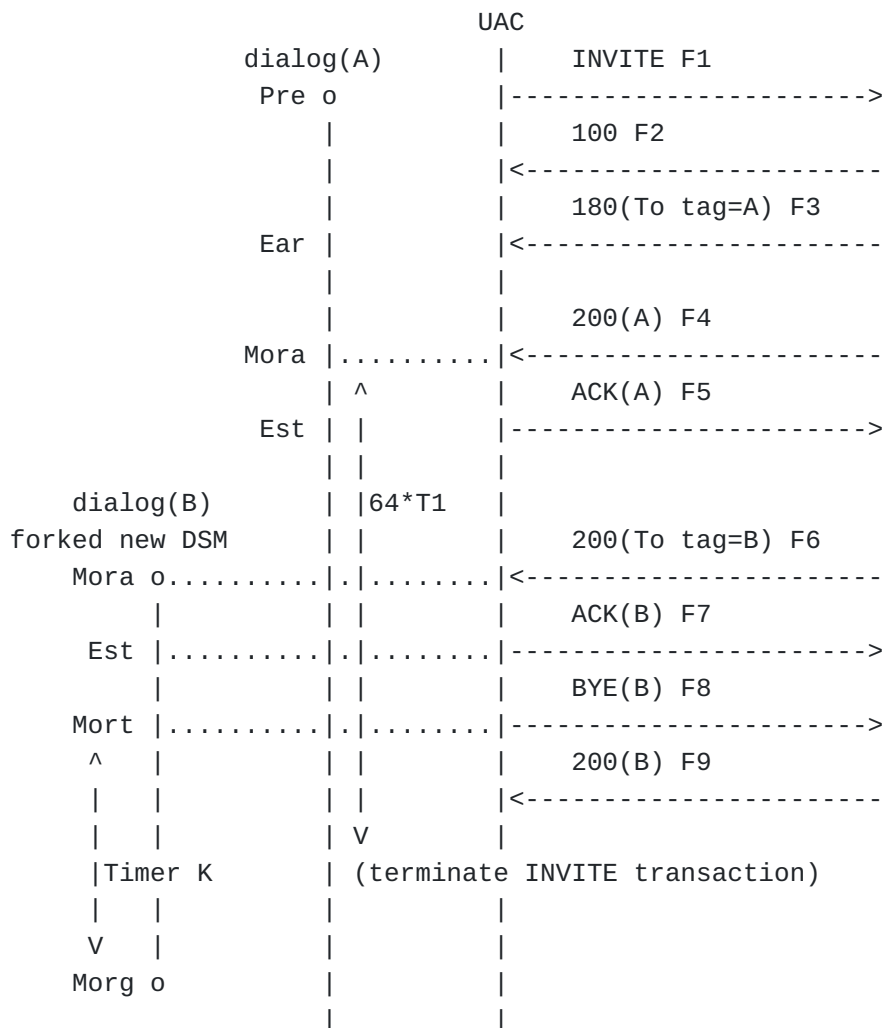 UAC
               dialog(A)       |    INVITE F1
                Pre o          |----------------------->
                    |          |    100 F2
                    |          |<-----------------------
                    |          |    180(To tag=A) F3
                Ear |          |<-----------------------
                    |          |
                    |          |    200(A) F4
               Mora |..........|<-----------------------
                    | ^        |    ACK(A) F5
                Est | |        |----------------------->
                    | |        |
    dialog(B)       | |64*T1   |
forked new DSM      | |        |    200(To tag=B) F6
    Mora o..........|.|........|<-----------------------
         |          | |        |    ACK(B) F7
     Est |..........|.|........|----------------------->
         |          | |        |    BYE(B) F8
    Mort |..........|.|........|----------------------->
     ^   |          | |        |    200(B) F9
     |   |          | |        |<-----------------------
     |   |          | V        |
     |Timer K       | (terminate INVITE transaction)
     |   |          |          |
     V   |          |          |
    Morg o          |          |
                    |          |